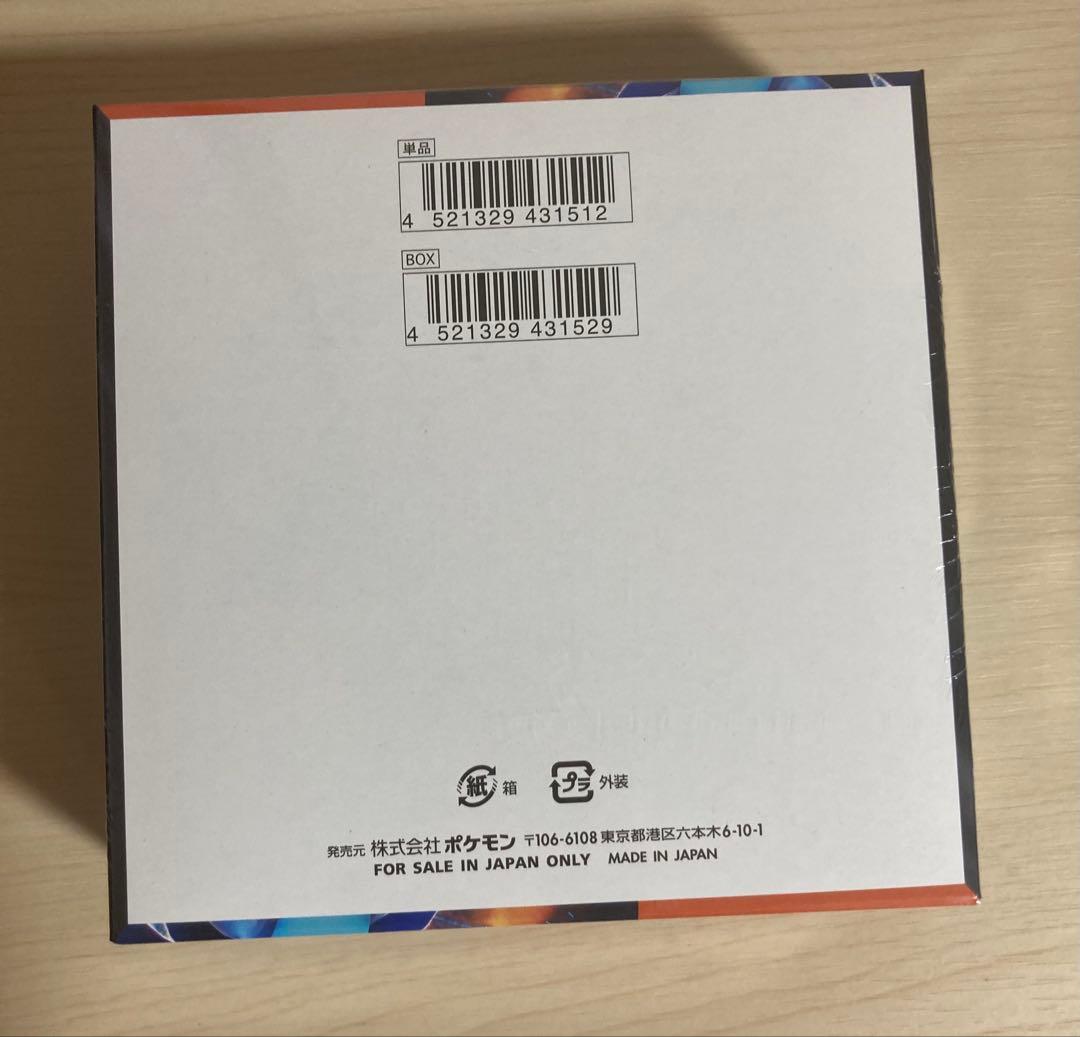 単品
4 521329 431512
BOX
4 521329 431529
紙 箱 プラ 外装
発売元 株式会社 ポケモン 〒106-6108 東京都港区六本木6-10-1
FOR SALE IN JAPAN ONLY MADE IN JAPAN